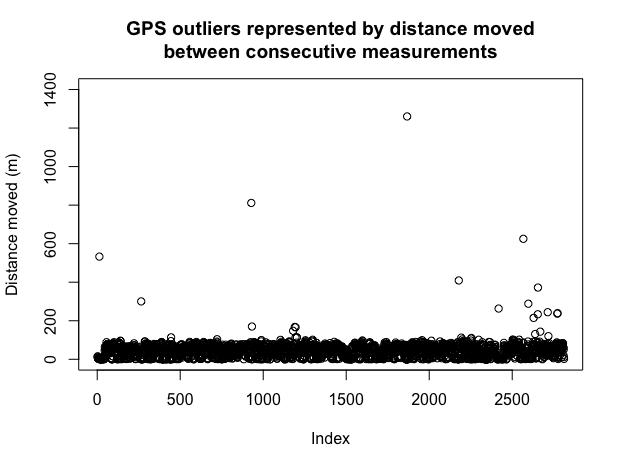 GPS outliers represented by distance moved
between consecutive measurements
Distance moved (m)
1400
1000
600
200
0
0
500
1000
1500
2000
2500
Index